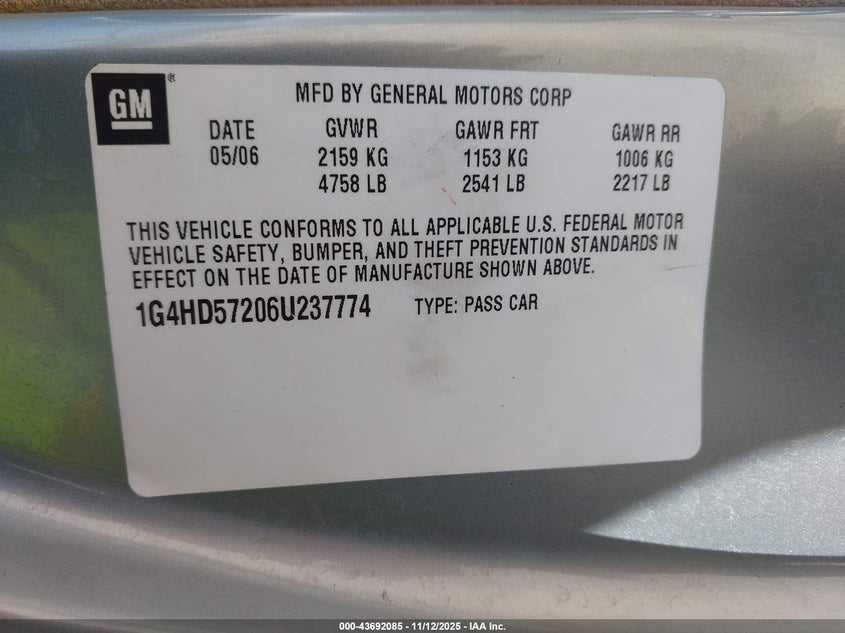 GM®
MFD BY GENERAL MOTORS CORP
DATE GVWR GAWR FRT GAWR RR
05/06 2159 KG 1153 KG 1006 KG
4758 LB 2541 LB 2217 LB
THIS VEHICLE CONFORMS TO ALL APPLICABLE U.S. FEDERAL MOTOR
VEHICLE SAFETY, BUMPER, AND THEFT PREVENTION STANDARDS IN
EFFECT ON THE DATE OF MANUFACTURE SHOWN ABOVE.
1G4HD57206U237774 TYPE: PASS CAR
000-43692085 - 11/12/2025 - IAA Inc.